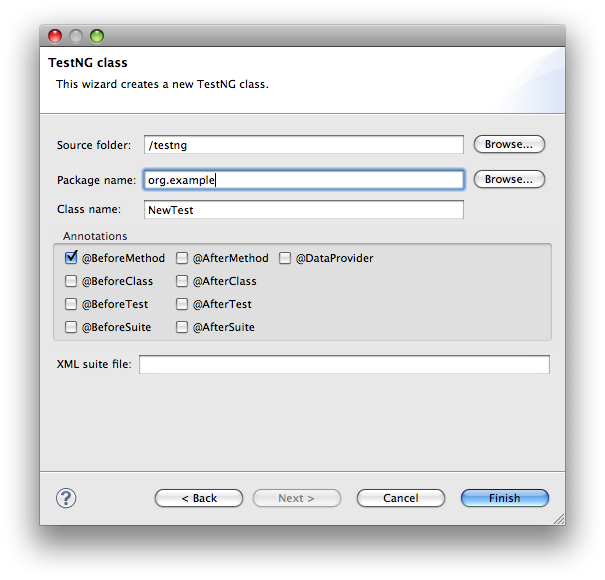 TestNG class
This wizard creates a new TestNG class.
Source folder: /testng Browse...
Package name: org.example Browse...
Class name: NewTest
Annotations
@BeforeMethod @AfterMethod @DataProvider
@BeforeClass @AfterClass
@BeforeTest @AfterTest
@BeforeSuite @AfterSuite
XML suite file:
? < Back Next > Cancel Finish